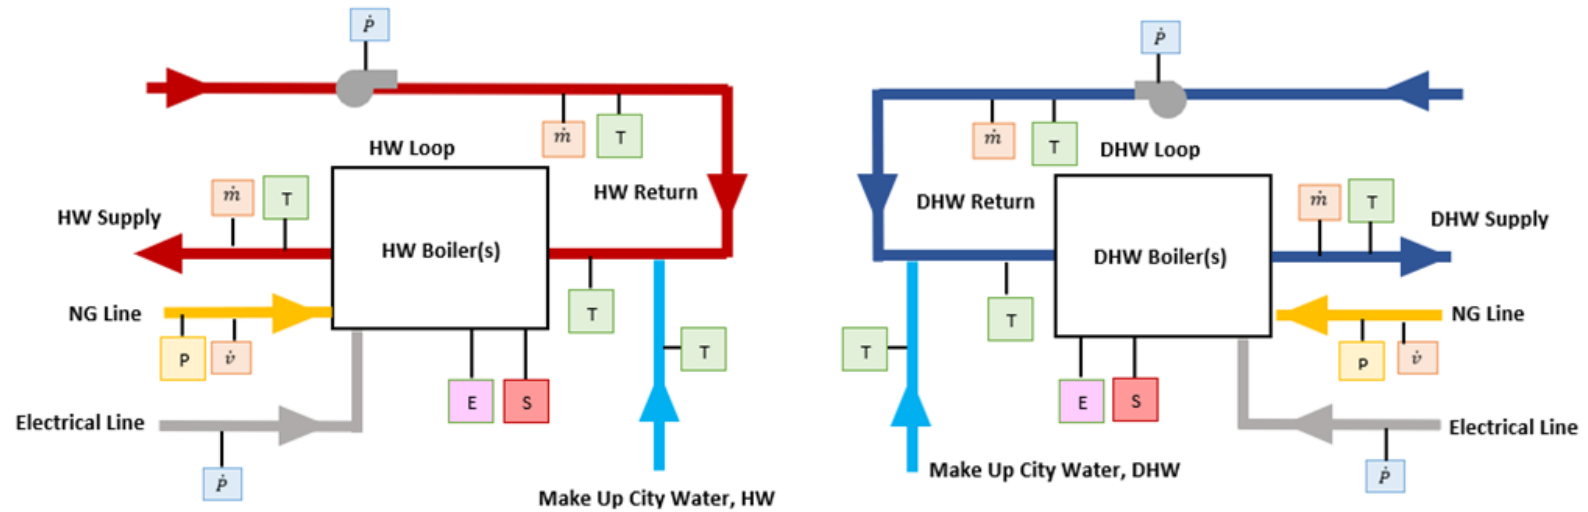 Ṗ
Ṗ
ṁ
T
HW Loop
ṁ
T
DHW Loop
ṁ
T
HW Return
HW Supply
HW Boiler(s)
DHW Return
ṁ
T
DHW Supply
DHW Boiler(s)
NG Line
P
v̇
T
T
E
S
T
T
E
S
NG Line
P
v̇
Electrical Line
Ṗ
Make Up City Water, HW
Make Up City Water, DHW
Electrical Line
Ṗ